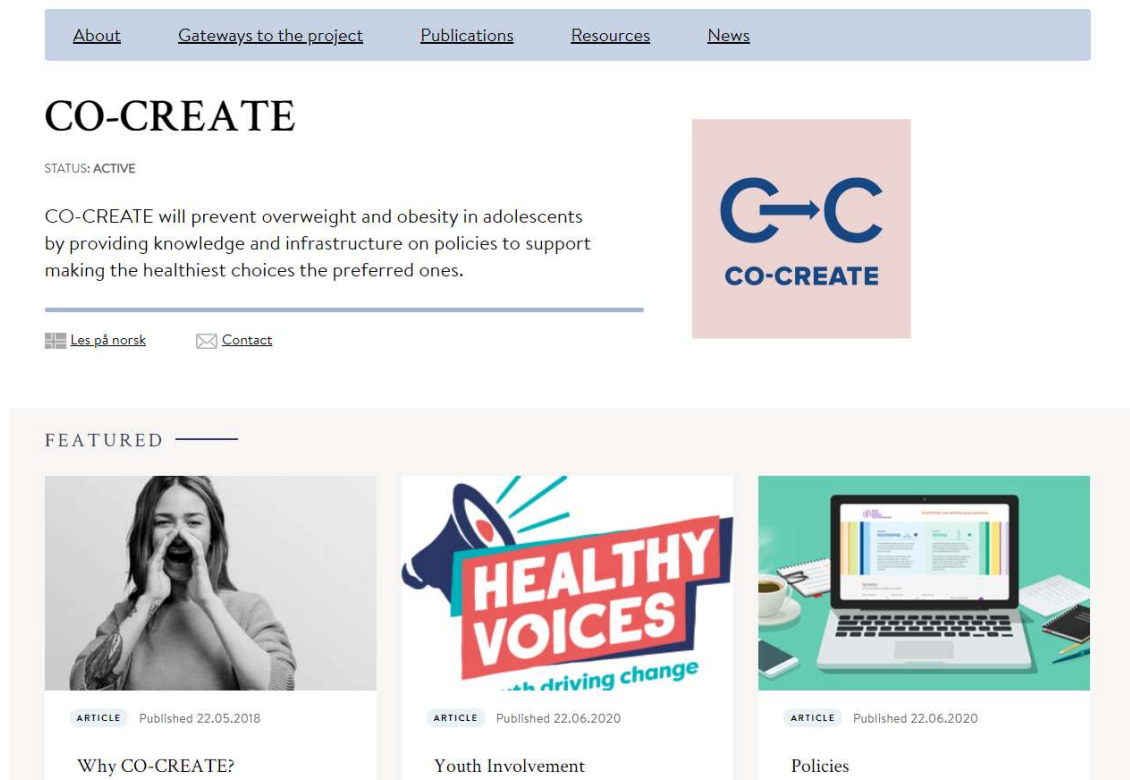 About Gateways to the project Publications Resources News
CO-CREATE
STATUS: ACTIVE
CO-CREATE will prevent overweight and obesity in adolescents
by providing knowledge and infrastructure on policies to support
making the healthiest choices the preferred ones.
Les på norsk Contact
C C
CO-CREATE
FEATURED
HEALTHY
VOICES
driving change
ARTICLE Published 22.05.2018
Why CO-CREATE?
ARTICLE Published 22.06.2020
Youth Involvement
ARTICLE Published 22.06.2020
Policies